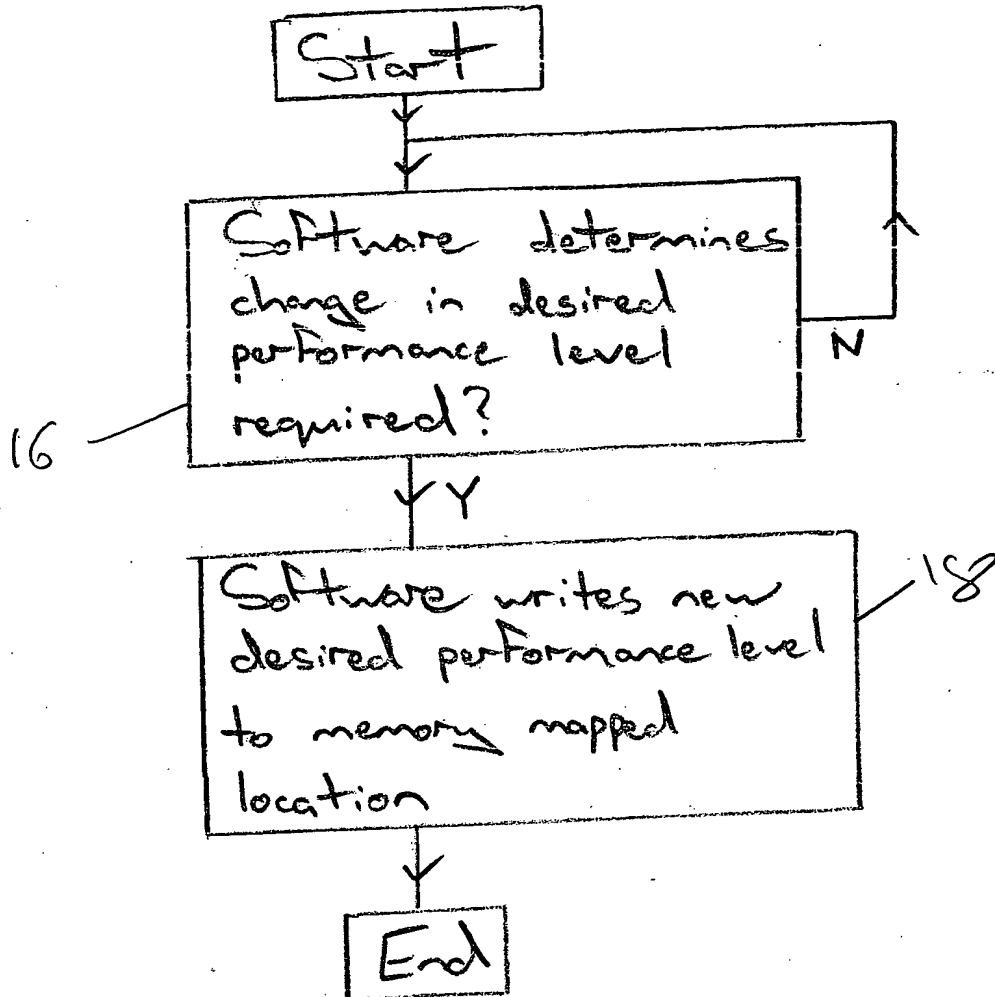 Start
Software determines
change in desired
performance level
required?
N
16
Y
Software writes new
desired performance level
to memory mapped
location
18
End